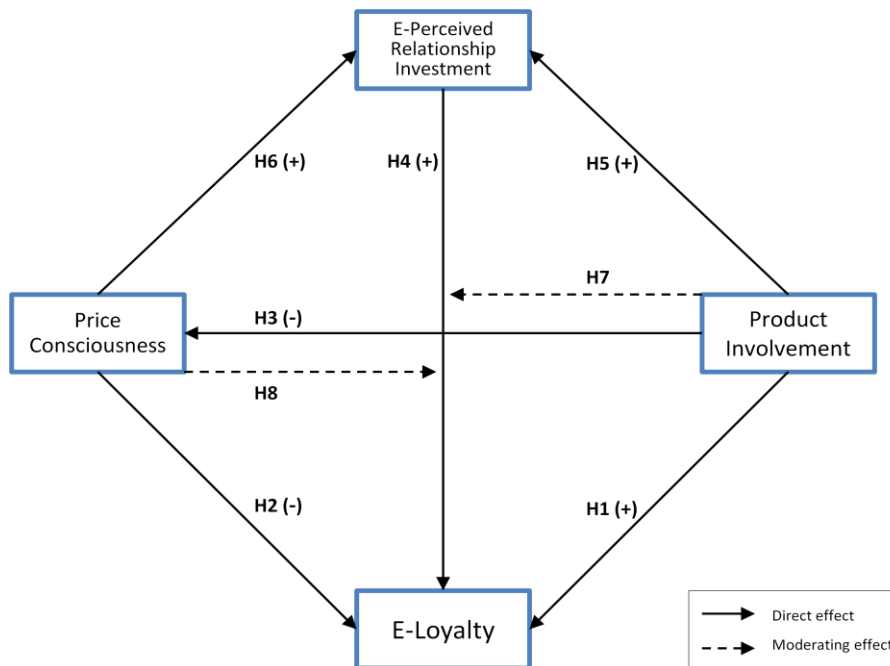 E-Perceived
Relationship
Investment
H6 (+)
H4 (+)
H5 (+)
H7
Price
Consciousness
H3 (-)
Product
Involvement
H8
H2 (-)
H1 (+)
E-Loyalty
Direct effect
Moderating effect